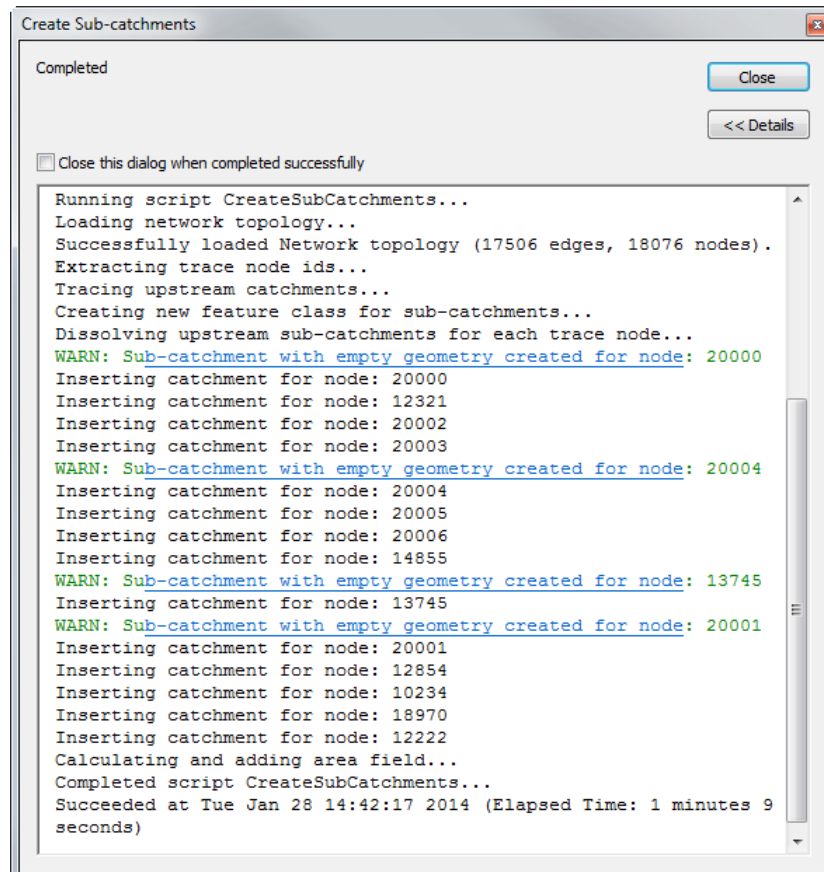 Create Sub-catchments
x
Completed
Close
<< Details
Close this dialog when completed successfully
Running script CreateSubCatchments...
Loading network topology...
Successfully loaded Network topology (17506 edges, 18076 nodes).
Extracting trace node ids...
Tracing upstream catchments...
Creating new feature class for sub-catchments...
Dissolving upstream sub-catchments for each trace node...
WARN: Sub-catchment with empty geometry created for node: 20000
Inserting catchment for node: 20000
Inserting catchment for node: 12321
Inserting catchment for node: 20002
Inserting catchment for node: 20003
WARN: Sub-catchment with empty geometry created for node: 20004
Inserting catchment for node: 20004
Inserting catchment for node: 20005
Inserting catchment for node: 20006
Inserting catchment for node: 14855
WARN: Sub-catchment with empty geometry created for node: 13745
Inserting catchment for node: 13745
WARN: Sub-catchment with empty geometry created for node: 20001
Inserting catchment for node: 20001
Inserting catchment for node: 12854
Inserting catchment for node: 10234
Inserting catchment for node: 18970
Inserting catchment for node: 12222
Calculating and adding area field...
Completed script CreateSubCatchments...
Succeeded at Tue Jan 28 14:42:17 2014 (Elapsed Time: 1 minutes 9
seconds)